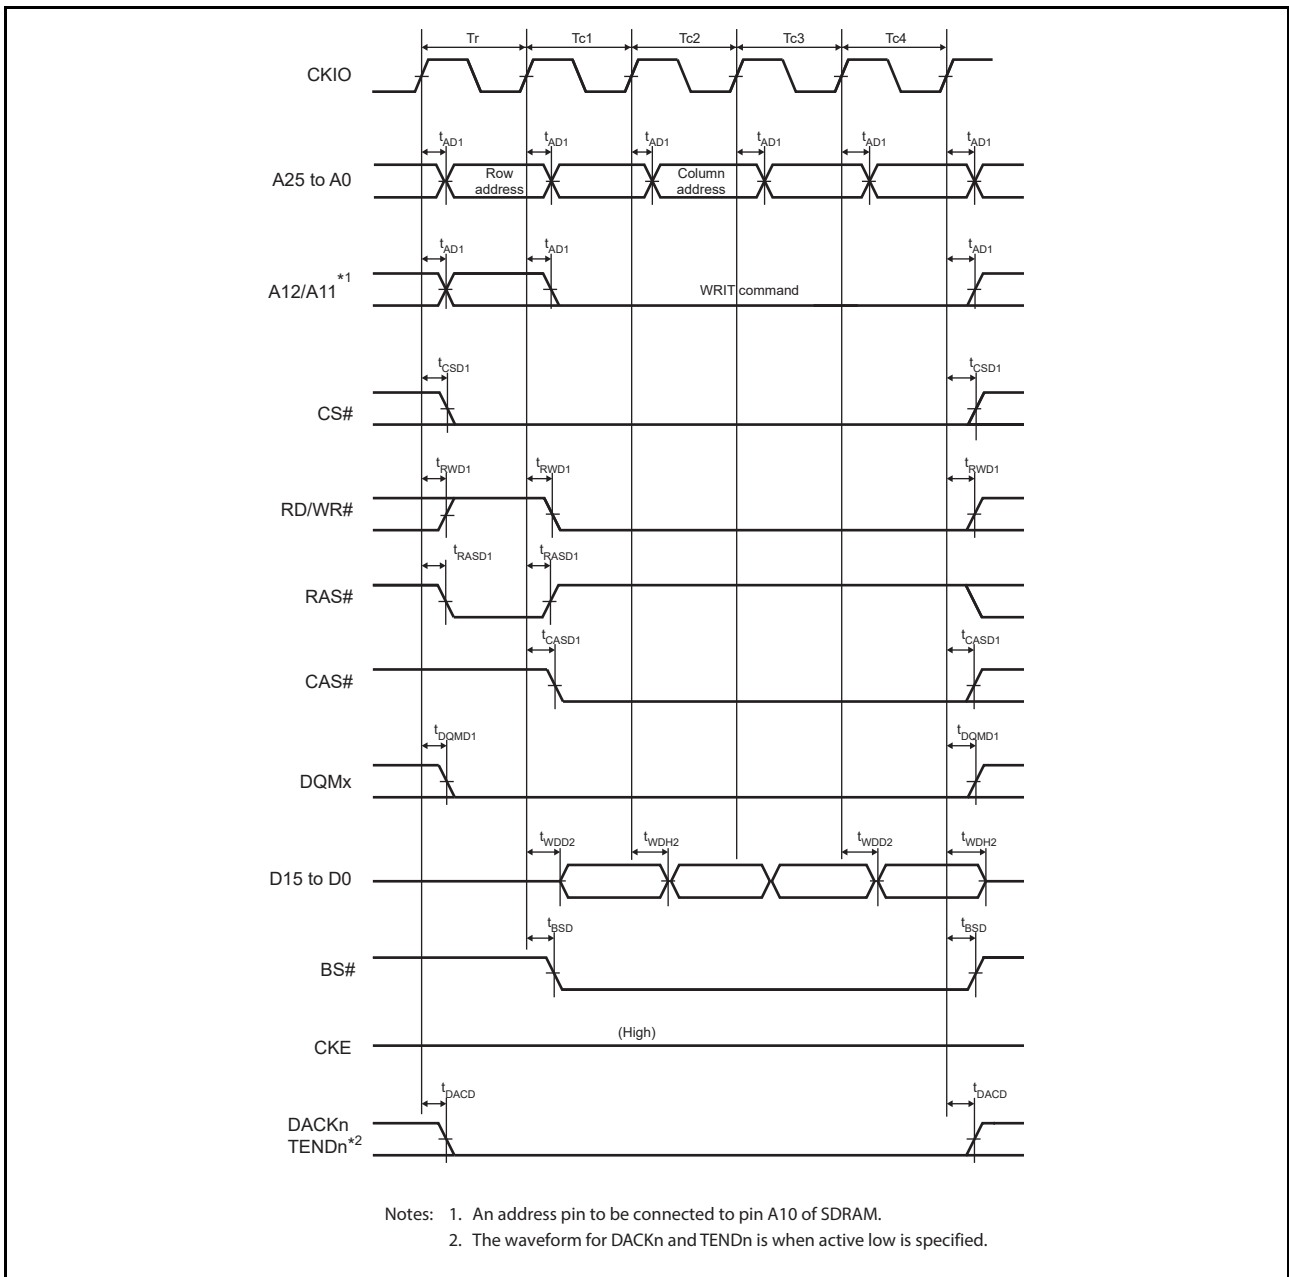 Tr Tc1 Tc2 Tc3 Tc4
CKIO
tAD1 tAD1 tAD1 tAD1 tAD1 tAD1
A25 to A0
Row address
Column address
tAD1 tAD1 tAD1
A12/A11*1
WRIT command
tCSD1 tCSD1
CS#
tRWD1 tRWD1 tRWD1
RD/WR#
tRASD1 tRASD1
RAS#
tCASD1 tCASD1
CAS#
tDQMD1 tDQMD1
DQMx
tWDD2 tWDH2 tWDD2 tWDH2
D15 to D0
tBSD tBSD
BS#
(High)
CKE
tDACD tDACD
DACKn
TENDn*2
Notes: 1. An address pin to be connected to pin A10 of SDRAM.
2. The waveform for DACKn and TENDn is when active low is specified.